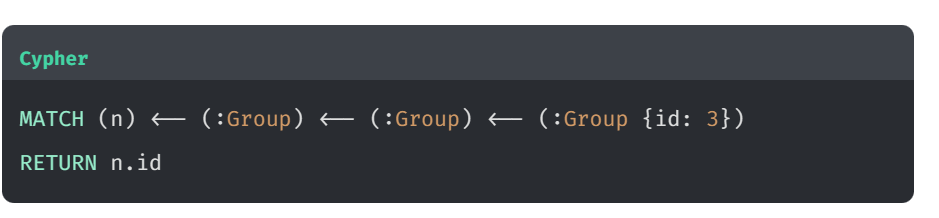 Cypher
MATCH (n) <-- (:Group) <-- (:Group) <-- (:Group {id: 3})
RETURN n.id